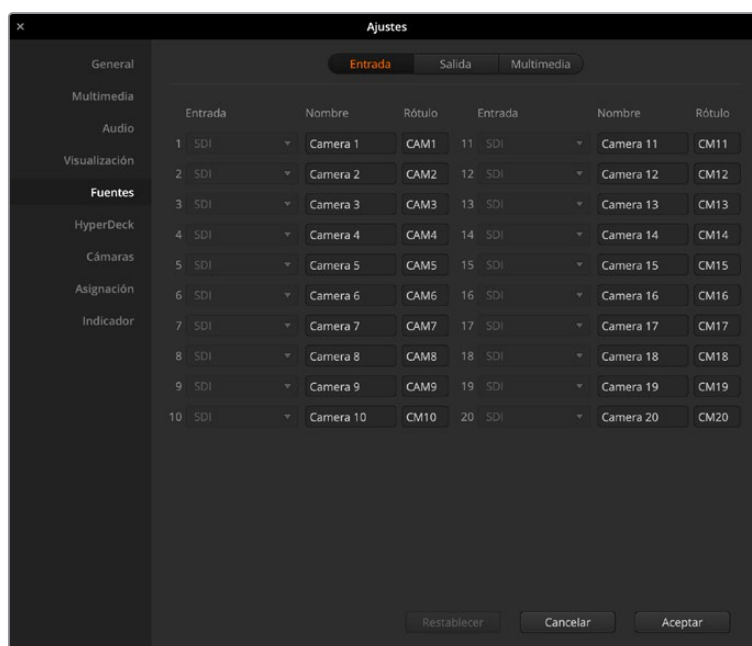 Ajustes
General
Multimedia
Audio
Visualización
Fuentes
HyperDeck
Cámaras
Asignación
Indicador
Entrada Salida Multimedia
Entrada Nombre Rótulo Entrada Nombre Rótulo
1 SDI Camera 1 CAM1 11 SDI Camera 11 CM11
2 SDI Camera 2 CAM2 12 SDI Camera 12 CM12
3 SDI Camera 3 CAM3 13 SDI Camera 13 CM13
4 SDI Camera 4 CAM4 14 SDI Camera 14 CM14
5 SDI Camera 5 CAM5 15 SDI Camera 15 CM15
6 SDI Camera 6 CAM6 16 SDI Camera 16 CM16
7 SDI Camera 7 CAM7 17 SDI Camera 17 CM17
8 SDI Camera 8 CAM8 18 SDI Camera 18 CM18
9 SDI Camera 9 CAM9 19 SDI Camera 19 CM19
10 SDI Camera 10 CM10 20 SDI Camera 20 CM20
Restablecer Cancelar Aceptar